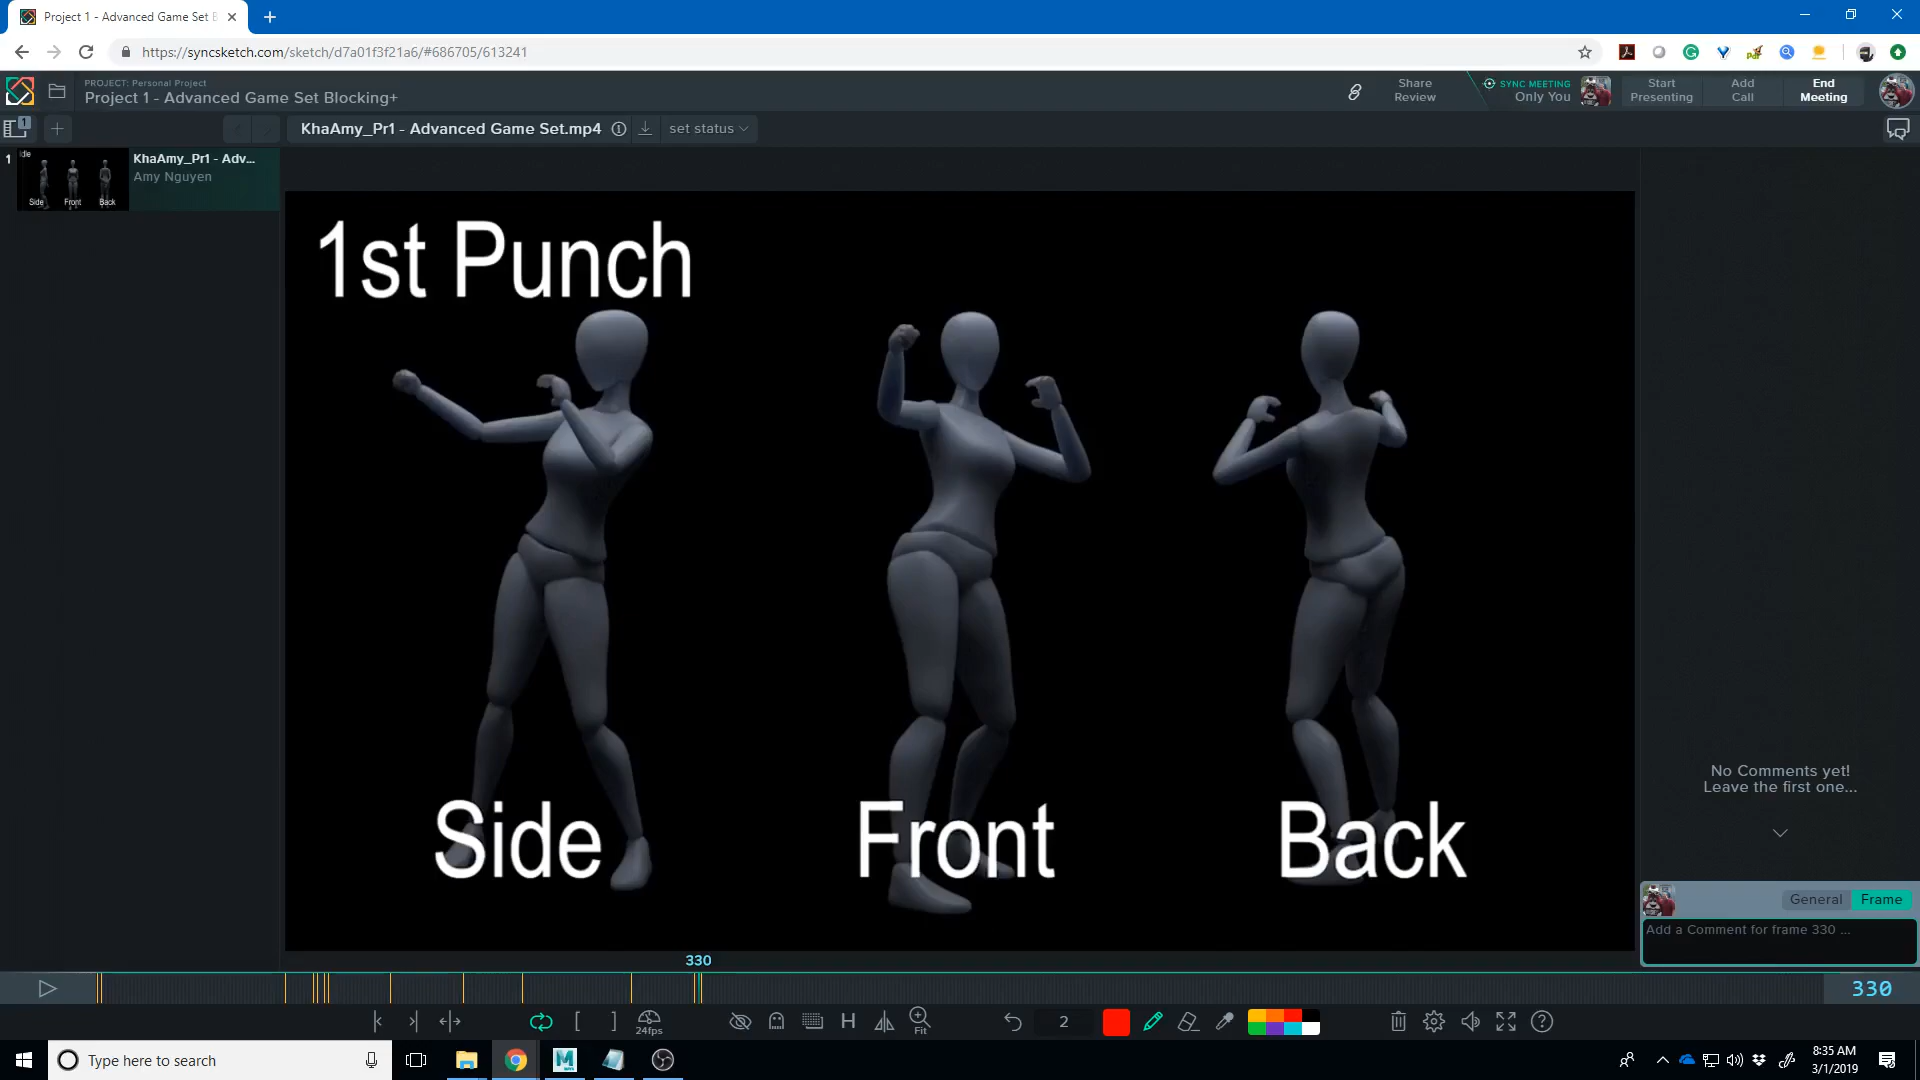 Project 1 - Advanced Game Set B
https://syncsketch.com/sketch/d7a01f3f21a6/#686705/613241
PROJECT: Personal Project
Project 1 - Advanced Game Set Blocking+
Share
Review
SYNC MEETING
Only You
Start
Presenting
Add
Call
End
Meeting
1
KhaAmy_Pr1 - Advanced Game Set.mp4
set status
1
Idle
Side Front Back
KhaAmy_Pr1 - Adv...
Amy Nguyen
1st Punch
Side
Front
Back
No Comments yet!
Leave the first one...
General
Frame
Add a Comment for frame 330 ...
330
330
24fps
H
Fit
2
Type here to search
8:35 AM
3/1/2019